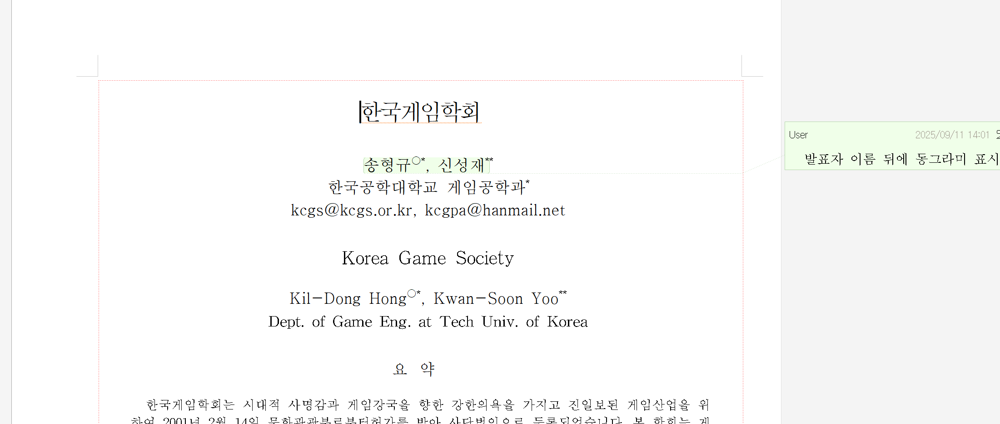 한국게임학회
송형규○*, 신성재**
한국공학대학교 게임공학과*
kcgs@kcgs.or.kr, kcgpa@hanmail.net
Korea Game Society
Kil-Dong Hong○*, Kwan-Soon Yoo**
Dept. of Game Eng. at Tech Univ. of Korea
요 약
한국게임학회는 시대적 사명감과 게임강국을 향한 강한의욕을 가지고 진일보된 게임산업을 위
하여 2001년 2월 14일 문화관광부로부터허가를 받아 사단법인으로 등록되었습니다. 본 학회는 게
User 2025/09/11 14:01
발표자 이름 뒤에 동그라미 표시